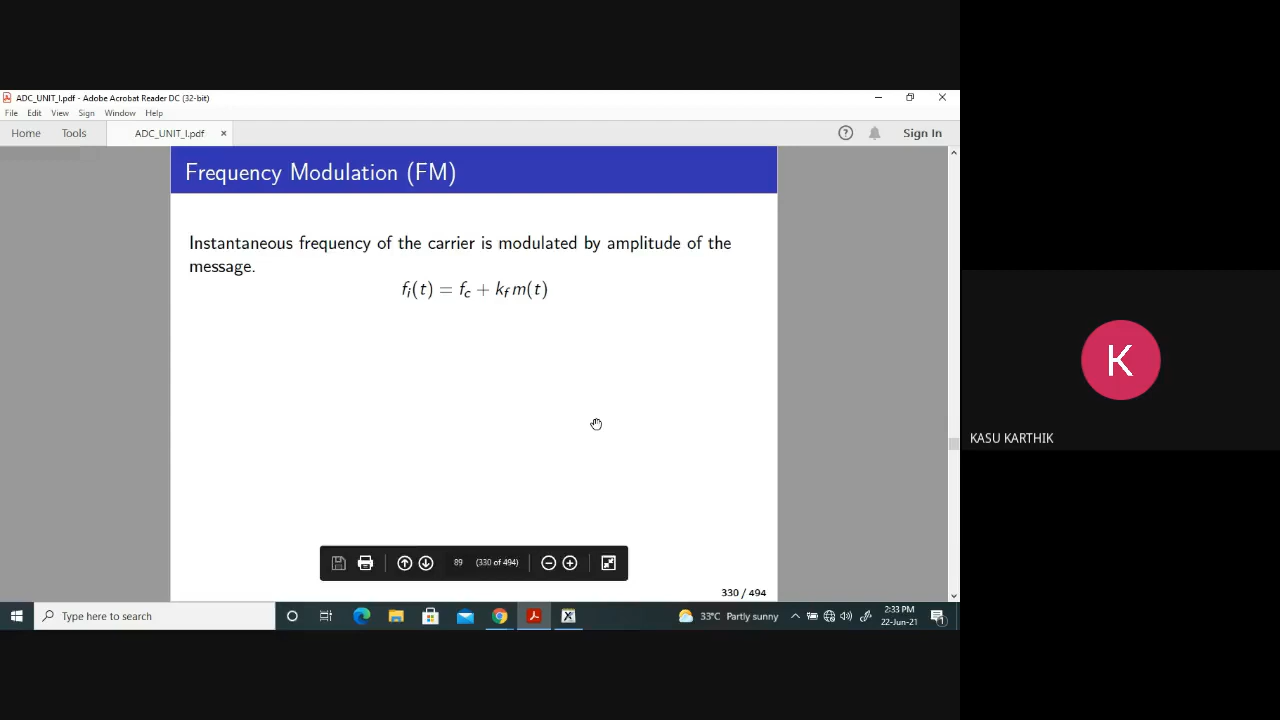 ADC_UNIT_I.pdf - Adobe Acrobat Reader DC (32-bit)
File Edit View Sign Window Help
Home Tools ADC_UNIT_I.pdf × Sign In
Frequency Modulation (FM)
Instantaneous frequency of the carrier is modulated by amplitude of the
message.
fᵢ(t) = f_c + k_f m(t)
K
KASU KARTHIK
89 (330 of 494)
330 / 494
Type here to search
33°C Partly sunny
2:33 PM
22-Jun-21
1